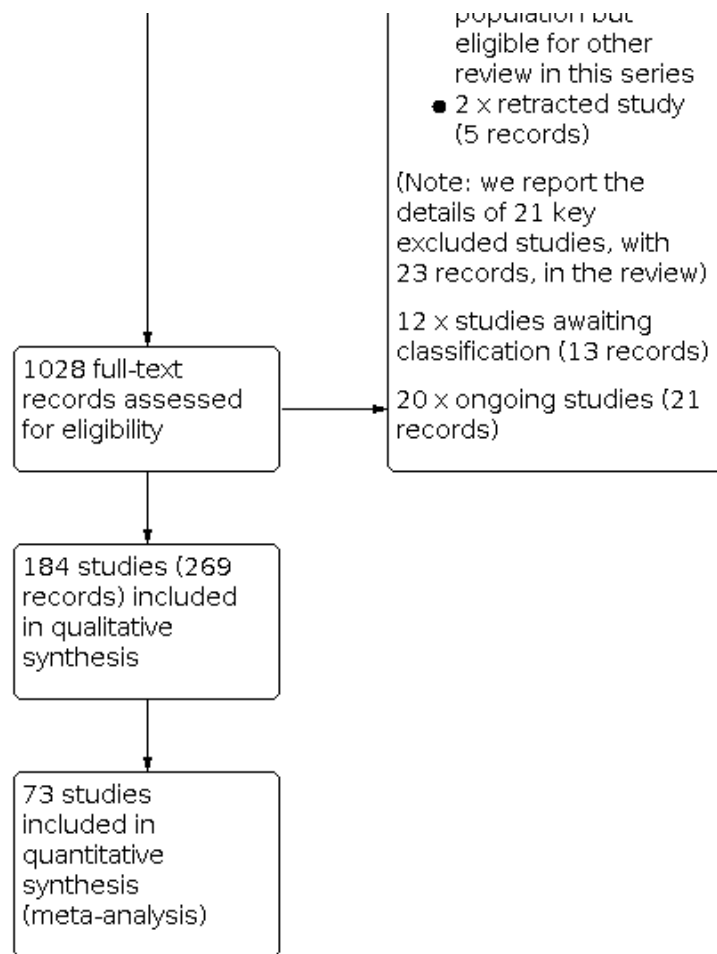 population but
eligible for other
review in this series
● 2 x retracted study
(5 records)
(Note: we report the
details of 21 key
excluded studies, with
23 records, in the review)
12 x studies awaiting
classification (13 records)
20 x ongoing studies (21
records)
1028 full-text
records assessed
for eligibility
184 studies (269
records) included
in qualitative
synthesis
73 studies
included in
quantitative
synthesis
(meta-analysis)